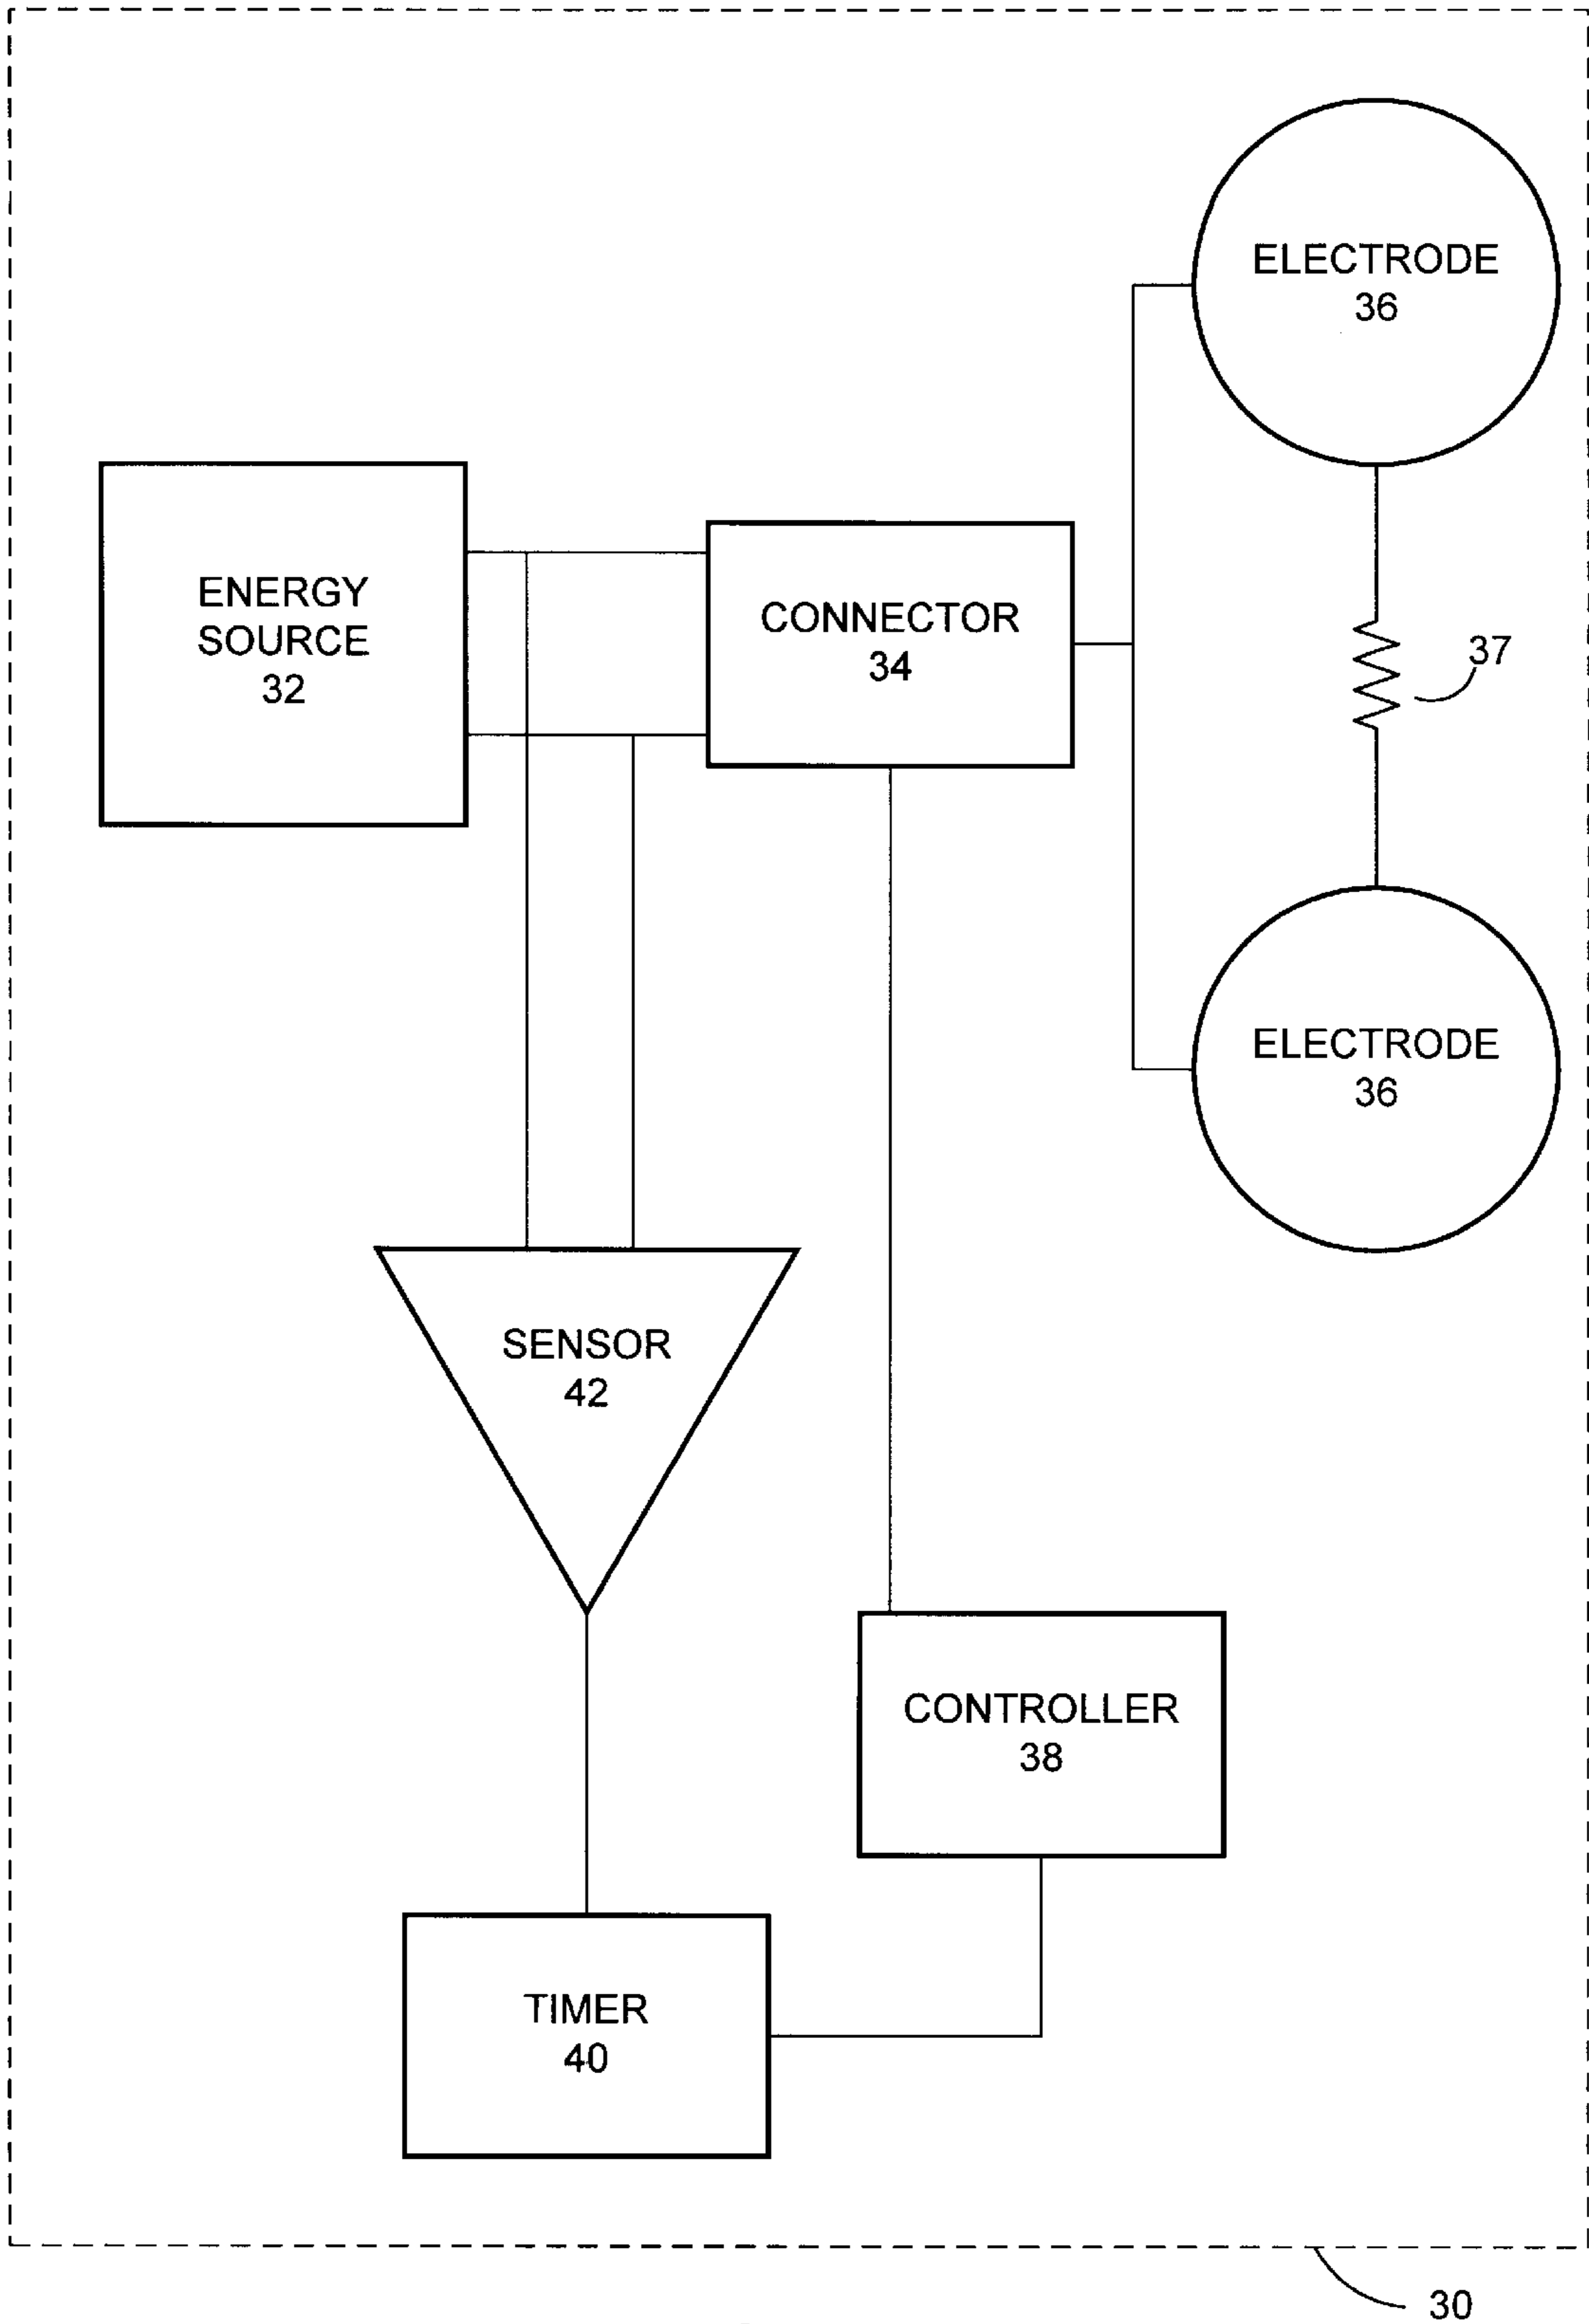 ELECTRODE
36
ENERGY
SOURCE
32
CONNECTOR
34
37
ELECTRODE
36
SENSOR
42
CONTROLLER
38
TIMER
40
30